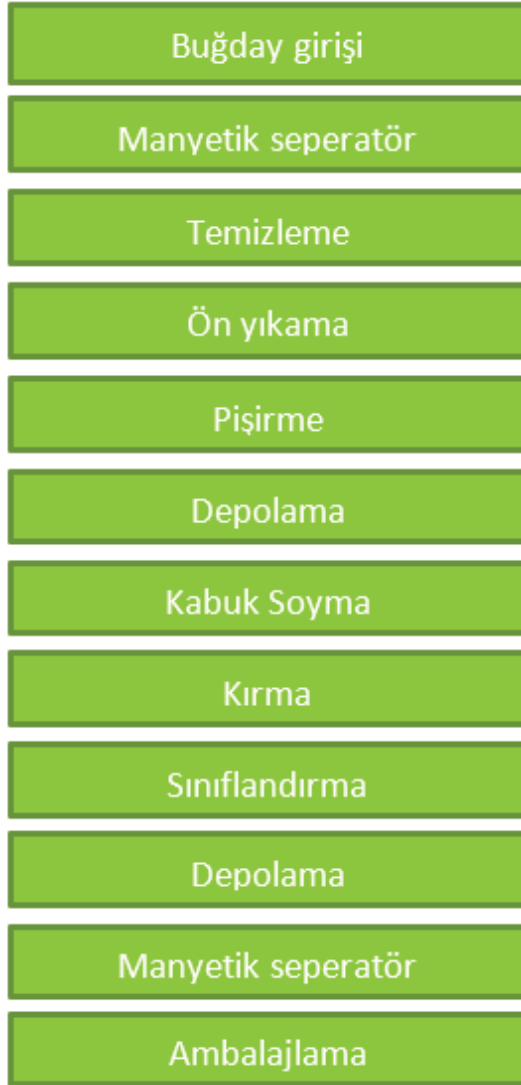 Buğday girişi
Manyetik seperatör
Temizleme
Ön yıkama
Pişirme
Depolama
Kabuk Soyma
Kırma
Sınıflandırma
Depolama
Manyetik seperatör
Ambalajlama